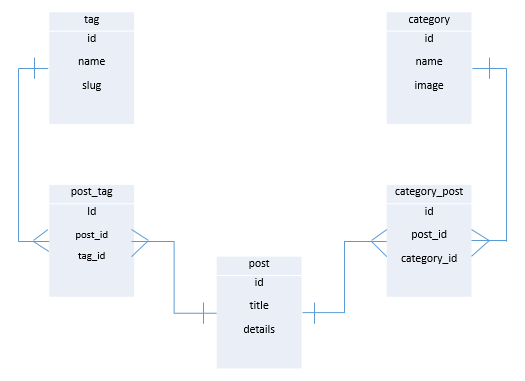 tag
id
name
slug
category
id
name
image
post_tag
Id
post_id
tag_id
category_post
id
post_id
category_id
post
id
title
details